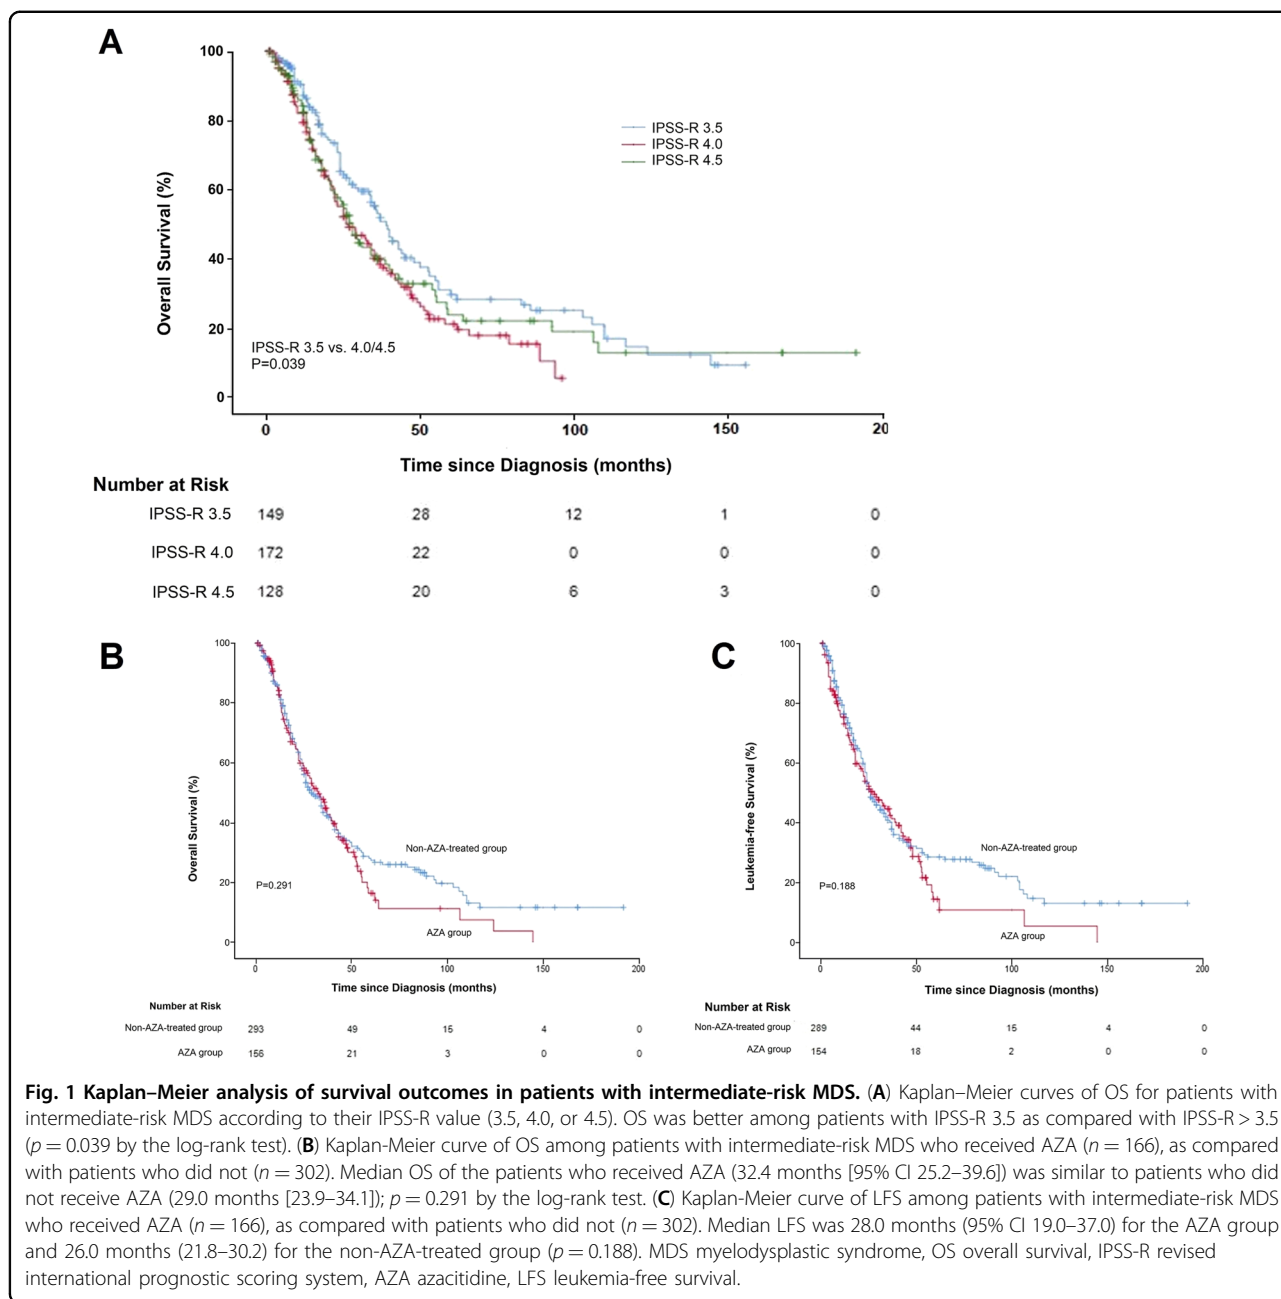 A
100
80
60
40
20
0
Overall Survival (%)
IPSS-R 3.5
IPSS-R 4.0
IPSS-R 4.5
IPSS-R 3.5 vs. 4.0/4.5
P=0.039
0 50 100 150 20
Time since Diagnosis (months)
Number at Risk
IPSS-R 3.5 149 28 12 1 0
IPSS-R 4.0 172 22 0 0 0
IPSS-R 4.5 128 20 6 3 0
B
100
80
60
40
20
0
Overall Survival (%)
Non-AZA-treated group
P=0.291
AZA group
0 50 100 150 200
Time since Diagnosis (months)
Number at Risk
Non-AZA-treated group 293 49 15 4 0
AZA group 156 21 3 0 0
C
100
80
60
40
20
0
Leukemia-free Survival (%)
Non-AZA-treated group
P=0.188
AZA group
0 50 100 150 200
Time since Diagnosis (months)
Number at Risk
Non-AZA-treated group 289 44 15 4 0
AZA group 154 18 2 0 0
Fig. 1 Kaplan–Meier analysis of survival outcomes in patients with intermediate-risk MDS. (A) Kaplan–Meier curves of OS for patients with
intermediate-risk MDS according to their IPSS-R value (3.5, 4.0, or 4.5). OS was better among patients with IPSS-R 3.5 as compared with IPSS-R > 3.5
(p = 0.039 by the log-rank test). (B) Kaplan-Meier curve of OS among patients with intermediate-risk MDS who received AZA (n = 166), as compared
with patients who did not (n = 302). Median OS of the patients who received AZA (32.4 months [95% CI 25.2–39.6]) was similar to patients who did
not receive AZA (29.0 months [23.9–34.1]); p = 0.291 by the log-rank test. (C) Kaplan-Meier curve of LFS among patients with intermediate-risk MDS
who received AZA (n = 166), as compared with patients who did not (n = 302). Median LFS was 28.0 months (95% CI 19.0–37.0) for the AZA group
and 26.0 months (21.8–30.2) for the non-AZA-treated group (p = 0.188). MDS myelodysplastic syndrome, OS overall survival, IPSS-R revised
international prognostic scoring system, AZA azacitidine, LFS leukemia-free survival.